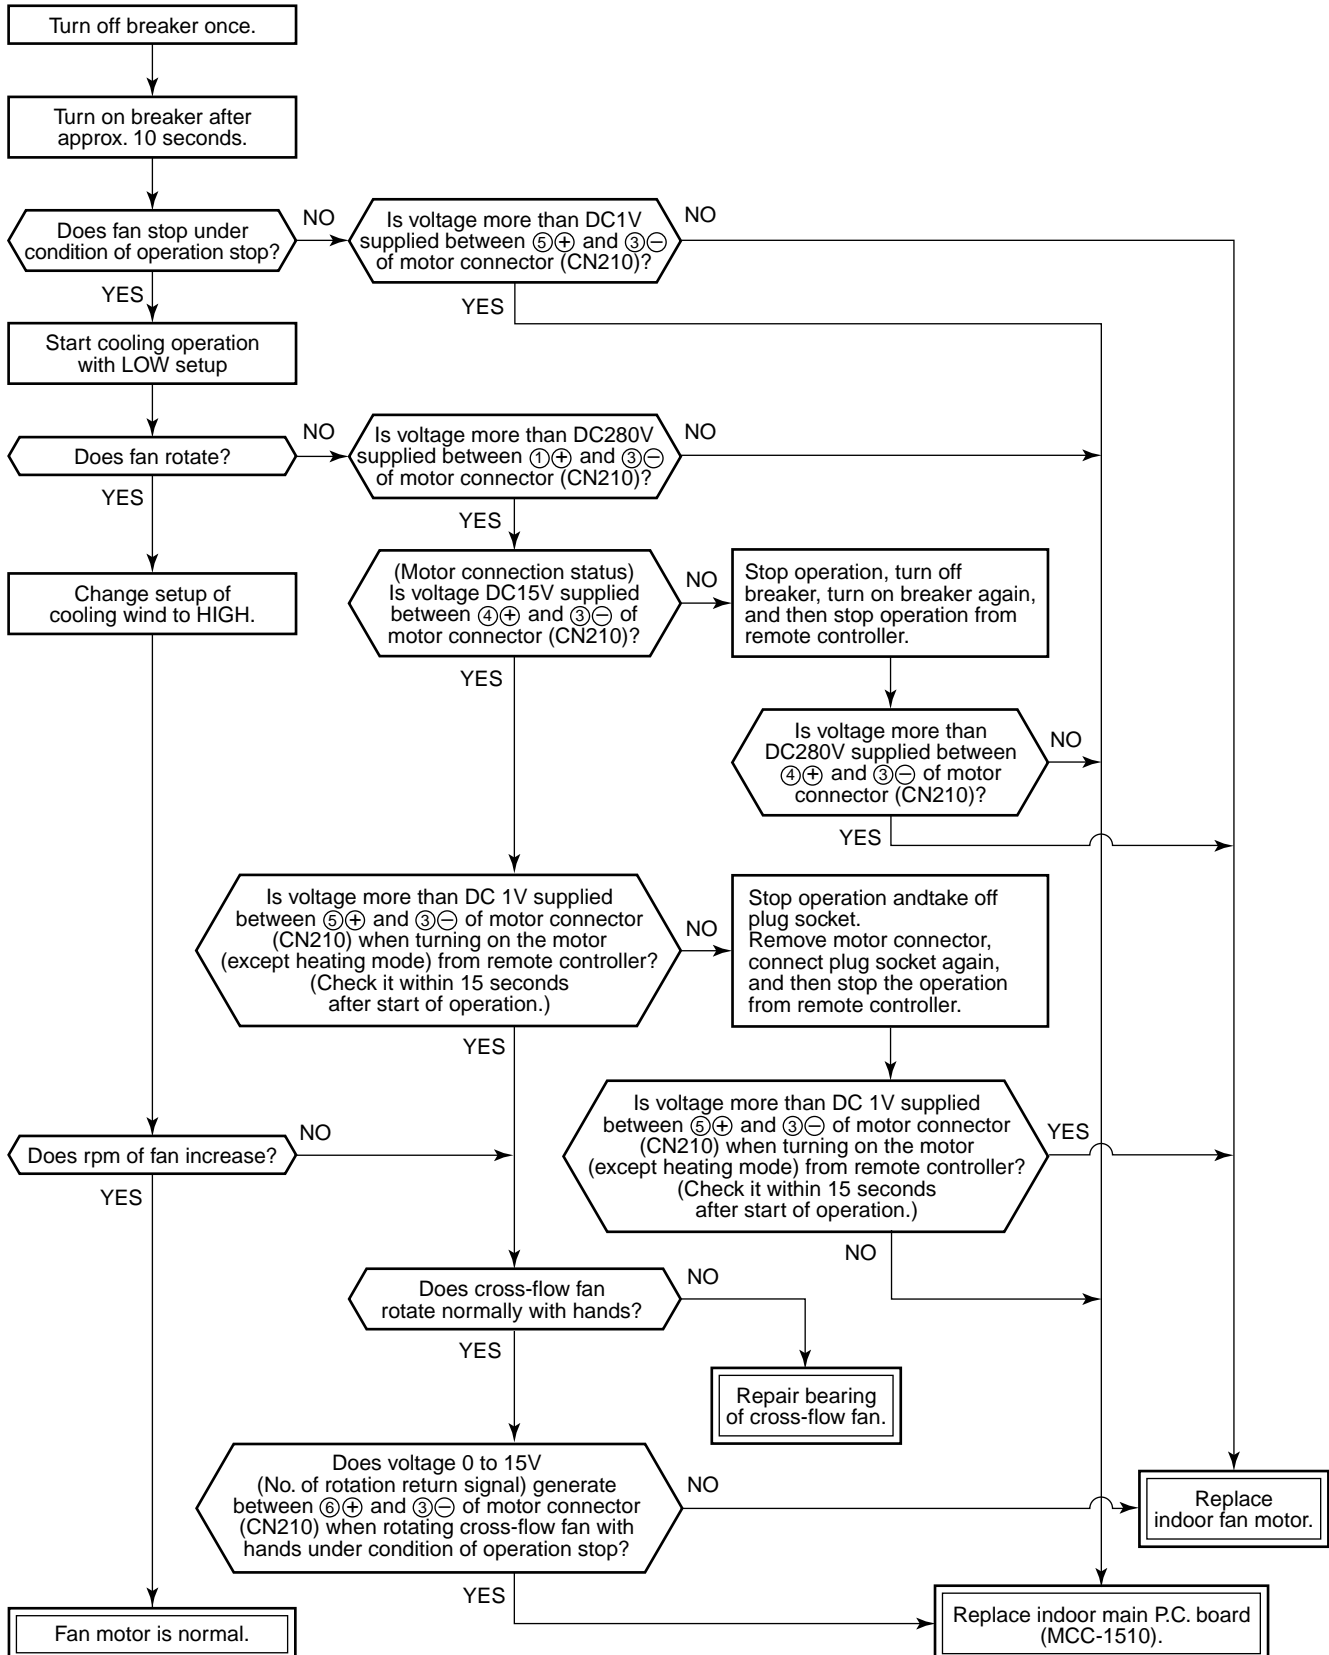 Turn off breaker once.
Turn on breaker after
approx. 10 seconds.
Does fan stop under
condition of operation stop?
NO
YES
Is voltage more than DC1V
supplied between ⑤⊕ and ③⊖
of motor connector (CN210)?
NO
YES
Start cooling operation
with LOW setup
Does fan rotate?
NO
YES
Is voltage more than DC280V
supplied between ①⊕ and ③⊖
of motor connector (CN210)?
NO
YES
Change setup of
cooling wind to HIGH.
(Motor connection status)
Is voltage DC15V supplied
between ④⊕ and ③⊖ of
motor connector (CN210)?
NO
YES
Stop operation, turn off
breaker, turn on breaker again,
and then stop operation from
remote controller.
Is voltage more than
DC280V supplied between
④⊕ and ③⊖ of motor
connector (CN210)?
NO
YES
Is voltage more than DC 1V supplied
between ⑤⊕ and ③⊖ of motor connector
(CN210) when turning on the motor
(except heating mode) from remote controller?
(Check it within 15 seconds
after start of operation.)
NO
YES
Stop operation andtake off
plug socket.
Remove motor connector,
connect plug socket again,
and then stop the operation
from remote controller.
Is voltage more than DC 1V supplied
between ⑤⊕ and ③⊖ of motor connector
(CN210) when turning on the motor
(except heating mode) from remote controller?
(Check it within 15 seconds
after start of operation.)
YES
NO
Does rpm of fan increase?
NO
YES
Does cross-flow fan
rotate normally with hands?
NO
YES
Repair bearing
of cross-flow fan.
Does voltage 0 to 15V
(No. of rotation return signal) generate
between ⑥⊕ and ③⊖ of motor connector
(CN210) when rotating cross-flow fan with
hands under condition of operation stop?
NO
YES
Replace
indoor fan motor.
Replace indoor main P.C. board
(MCC-1510).
Fan motor is normal.